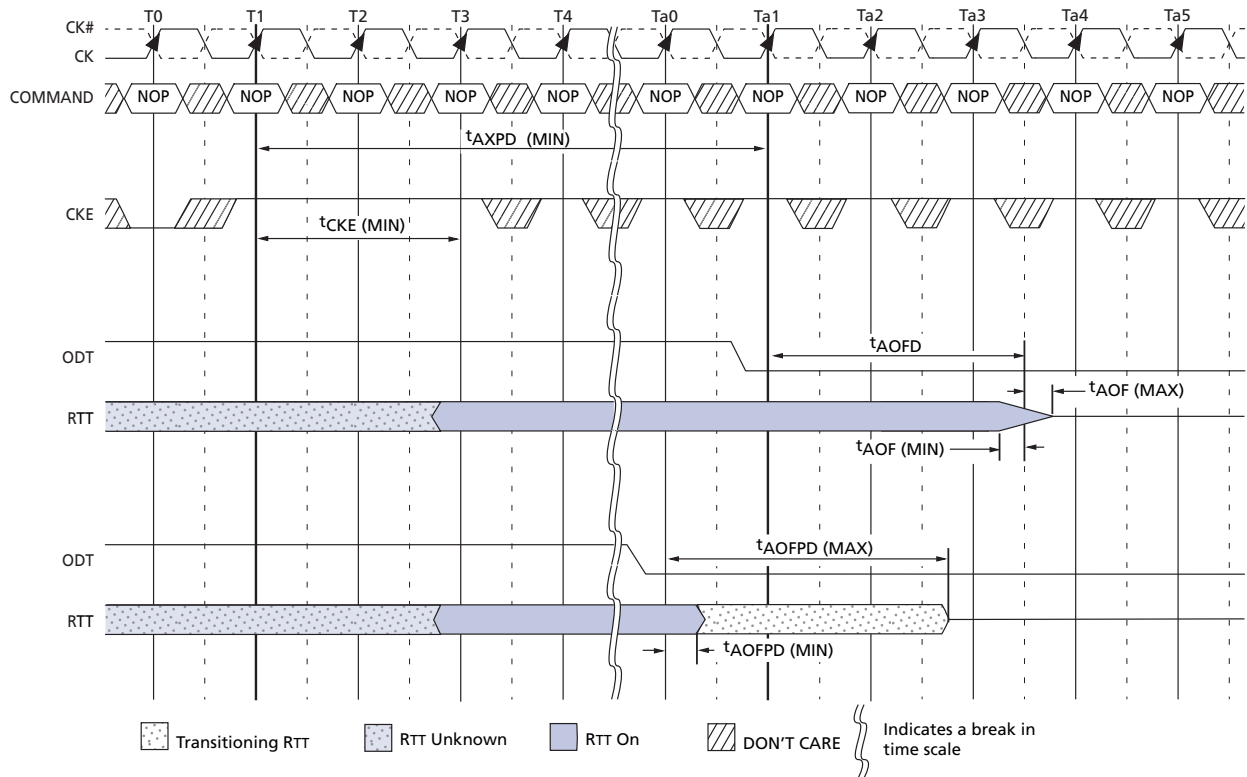 T0 T1 T2 T3 T4 Ta0 Ta1 Ta2 Ta3 Ta4 Ta5
CK#
CK
COMMAND NOP NOP NOP NOP NOP NOP NOP NOP NOP NOP NOP
tAXPD (MIN)
CKE
tCKE (MIN)
ODT
tAOFD
tAOF (MAX)
RTT
tAOF (MIN)
ODT
tAOFPD (MAX)
RTT
tAOFPD (MIN)
Transitioning RTT
RTT Unknown
RTT On
DON'T CARE
Indicates a break in
time scale